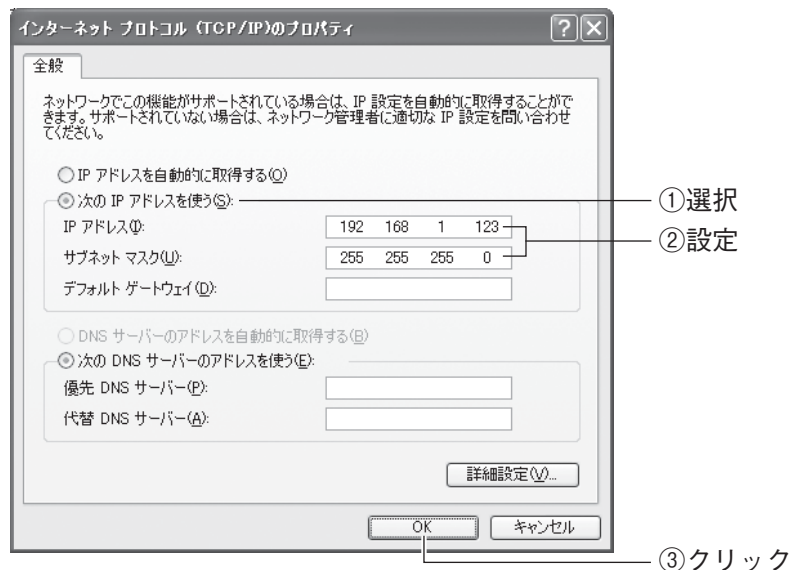 インターネット プロトコル (TCP/IP)のプロパティ
全般
ネットワークでこの機能がサポートされている場合は、IP 設定を自動的に取得することがで
きます。サポートされていない場合は、ネットワーク管理者に適切な IP 設定を問い合わせ
てください。
IP アドレスを自動的に取得する(O)
次の IP アドレスを使う(S):
①選択
IP アドレス(I):
192 168 1 123
②設定
サブネット マスク(U):
255 255 255 0
デフォルト ゲートウェイ(D):
DNS サーバーのアドレスを自動的に取得する(B)
次の DNS サーバーのアドレスを使う(E):
優先 DNS サーバー(P):
代替 DNS サーバー(A):
詳細設定(V)...
OK
キャンセル
③クリック